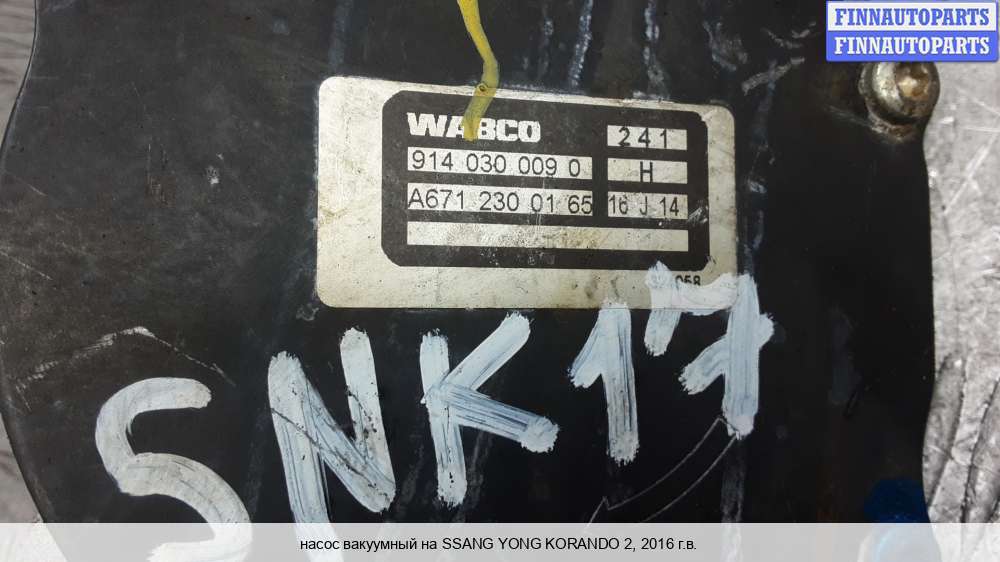 FINNAUTOPARTS
FINNAUTOPARTS
WABCO 241
914 030 009 0 H
A671 230 01 65 16 J 14
058
SNK17
насос вакуумный на SSANG YONG KORANDO 2, 2016 г.в.